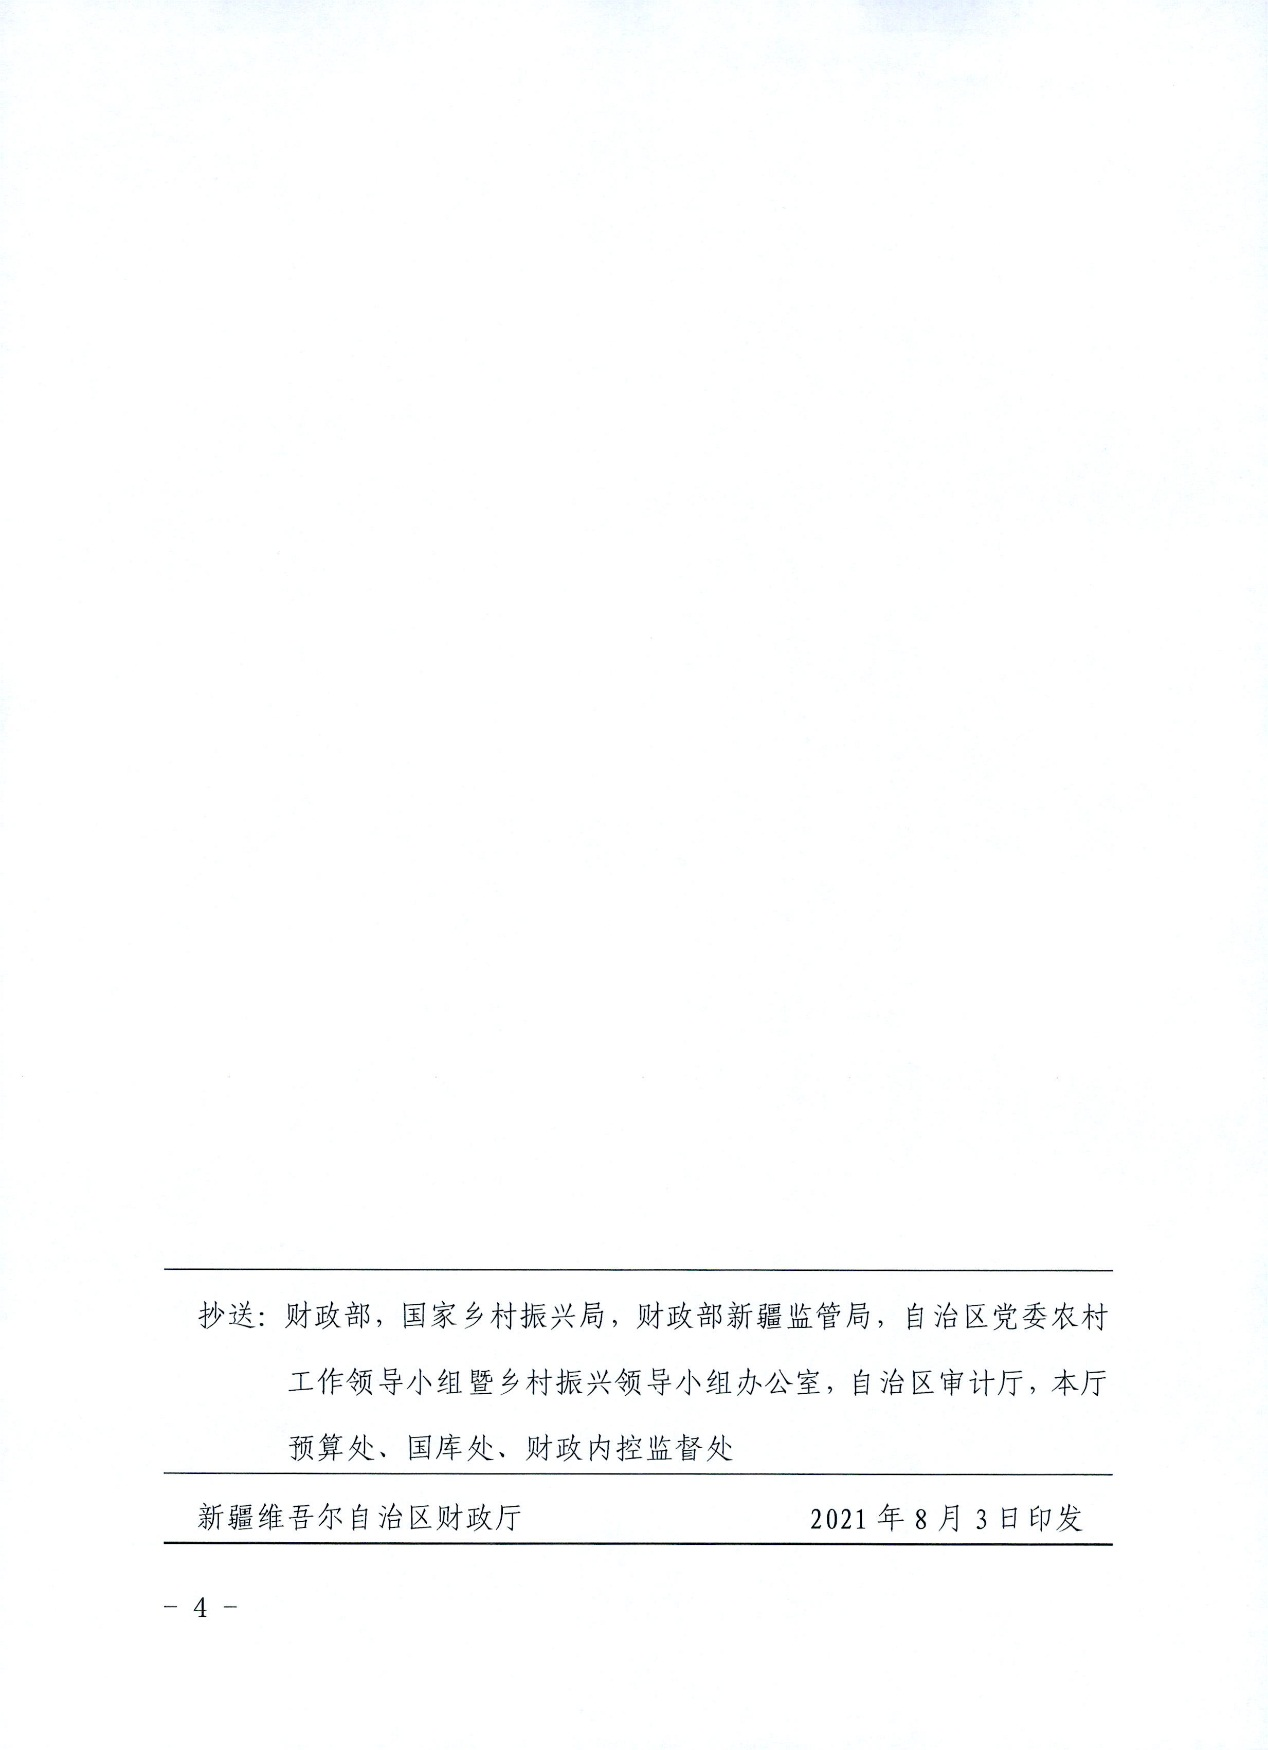 抄送：财政部，国家乡村振兴局，财政部新疆监管局，自治区党委农村
工作领导小组暨乡村振兴领导小组办公室，自治区审计厅，本厅
预算处、国库处、财政内控监督处
新疆维吾尔自治区财政厅 2021年8月3日印发
- 4 -